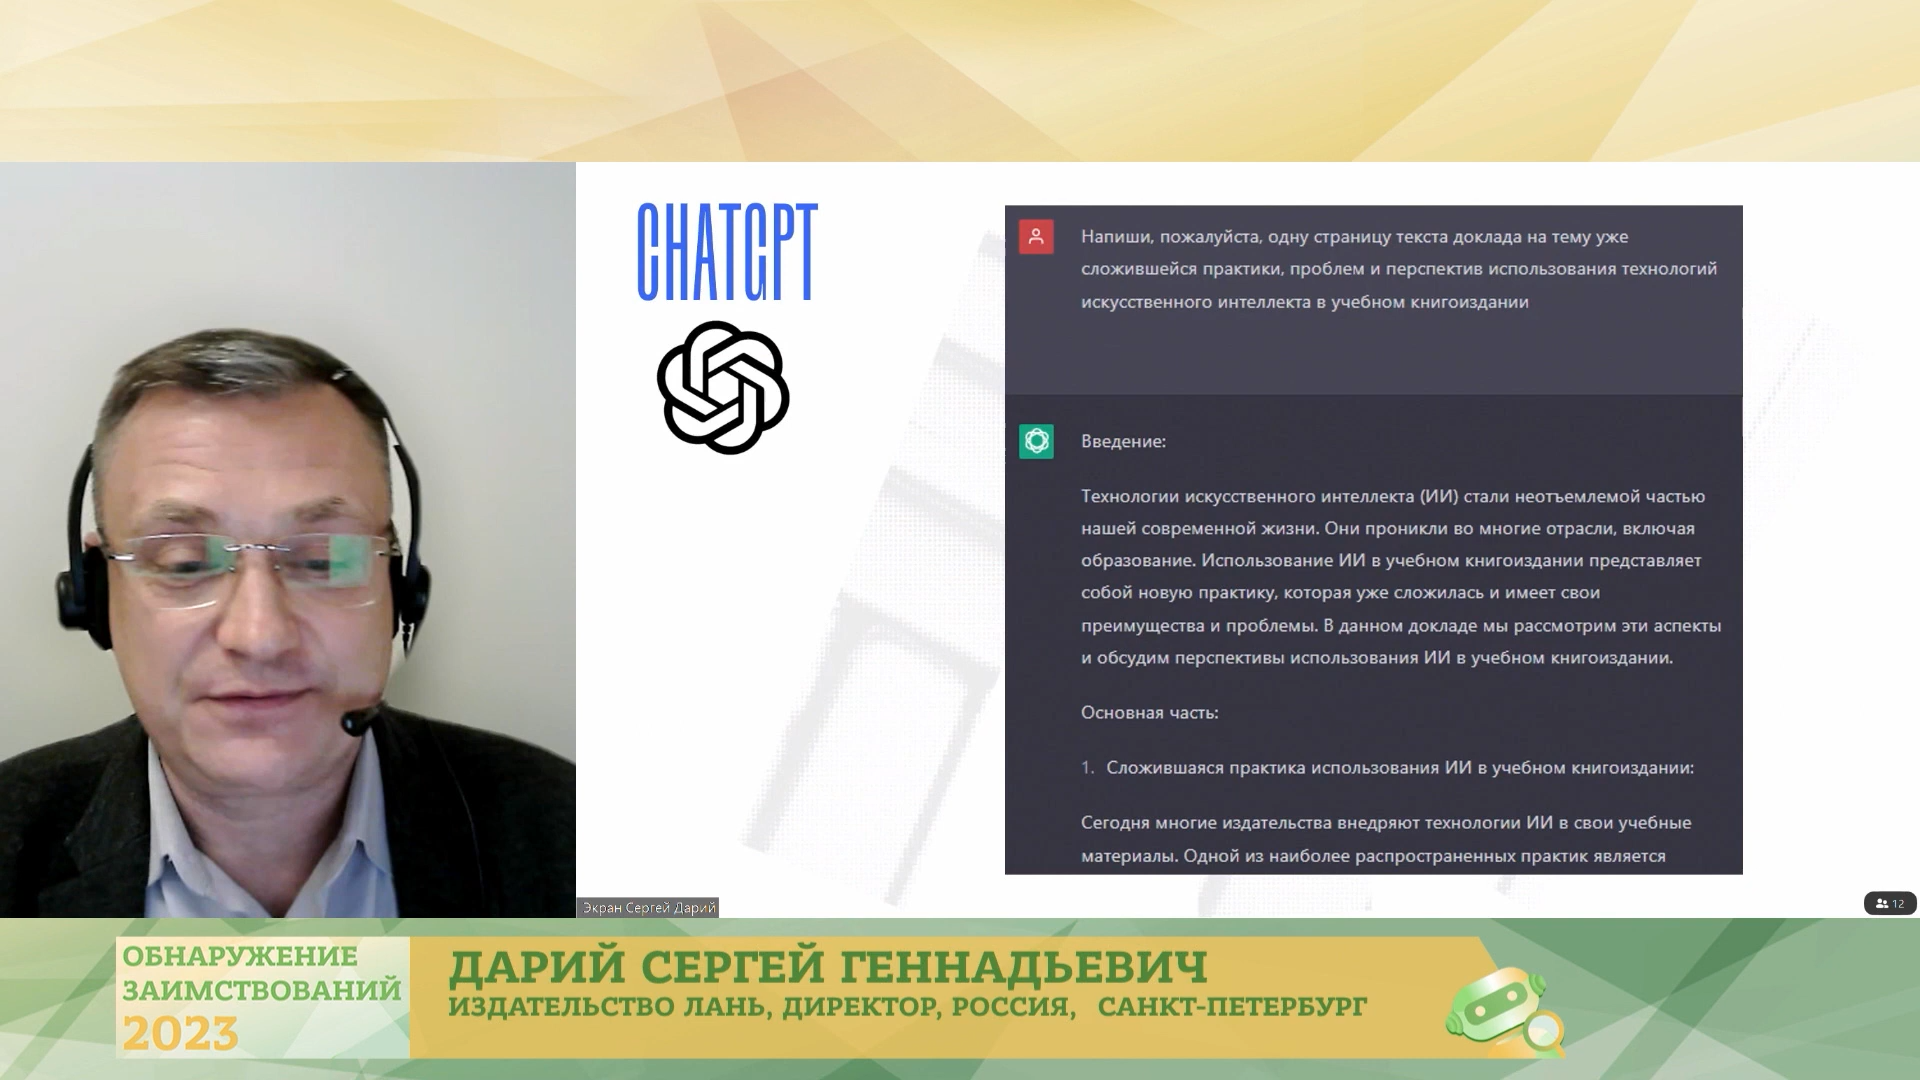 CHATGPT
Напиши, пожалуйста, одну страницу текста доклада на тему уже
сложившейся практики, проблем и перспектив использования технологий
искусственного интеллекта в учебном книгоиздании
Введение:
Технологии искусственного интеллекта (ИИ) стали неотъемлемой частью
нашей современной жизни. Они проникли во многие отрасли, включая
образование. Использование ИИ в учебном книгоиздании представляет
собой новую практику, которая уже сложилась и имеет свои
преимущества и проблемы. В данном докладе мы рассмотрим эти аспекты
и обсудим перспективы использования ИИ в учебном книгоиздании.
Основная часть:
1. Сложившаяся практика использования ИИ в учебном книгоиздании:
Сегодня многие издательства внедряют технологии ИИ в свои учебные
материалы. Одной из наиболее распространенных практик является
Экран Сергей Дарий
12
ОБНАРУЖЕНИЕ
ЗАИМСТВОВАНИЙ
2023
ДАРИЙ СЕРГЕЙ ГЕННАДЬЕВИЧ
ИЗДАТЕЛЬСТВО ЛАНЬ, ДИРЕКТОР, РОССИЯ, САНКТ-ПЕТЕРБУРГ